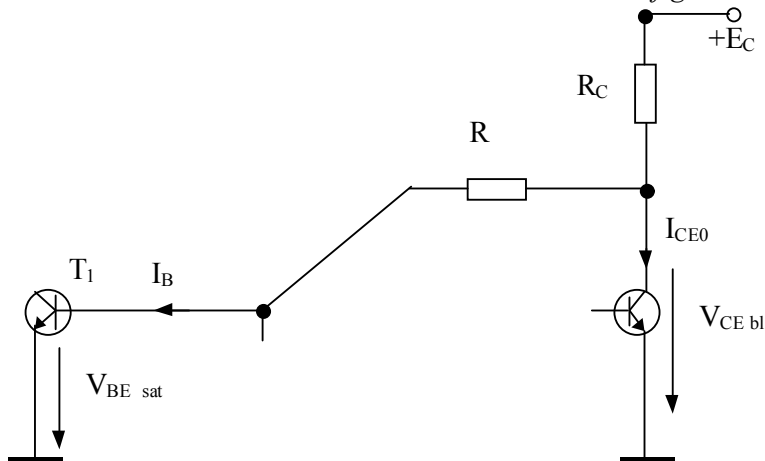 +E_C
R_C
R
I_CE0
T_1
I_B
V_CE bl
V_BE sat